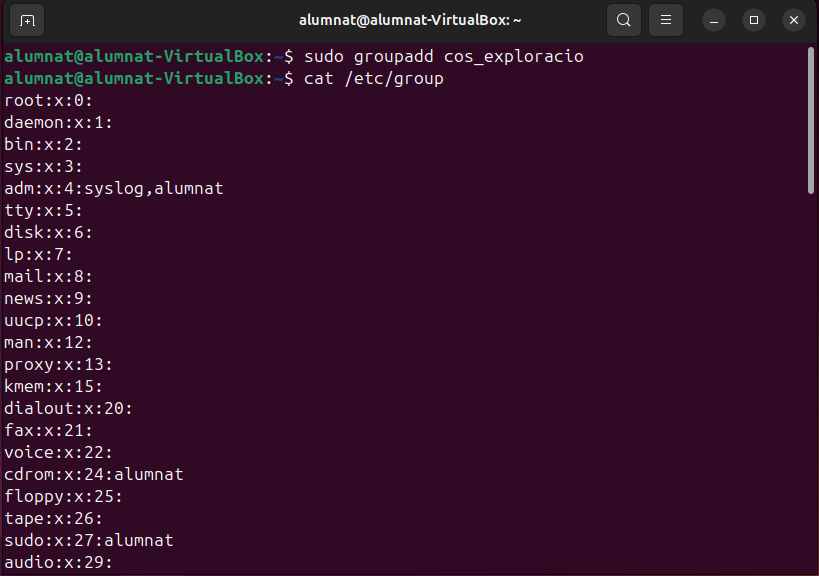 alumnat@alumnat-VirtualBox: ~
alumnat@alumnat-VirtualBox:~$ sudo groupadd cos_exploracio
alumnat@alumnat-VirtualBox:~$ cat /etc/group
root:x:0:
daemon:x:1:
bin:x:2:
sys:x:3:
adm:x:4:syslog,alumnat
tty:x:5:
disk:x:6:
lp:x:7:
mail:x:8:
news:x:9:
uucp:x:10:
man:x:12:
proxy:x:13:
kmem:x:15:
dialout:x:20:
fax:x:21:
voice:x:22:
cdrom:x:24:alumnat
floppy:x:25:
tape:x:26:
sudo:x:27:alumnat
audio:x:29: